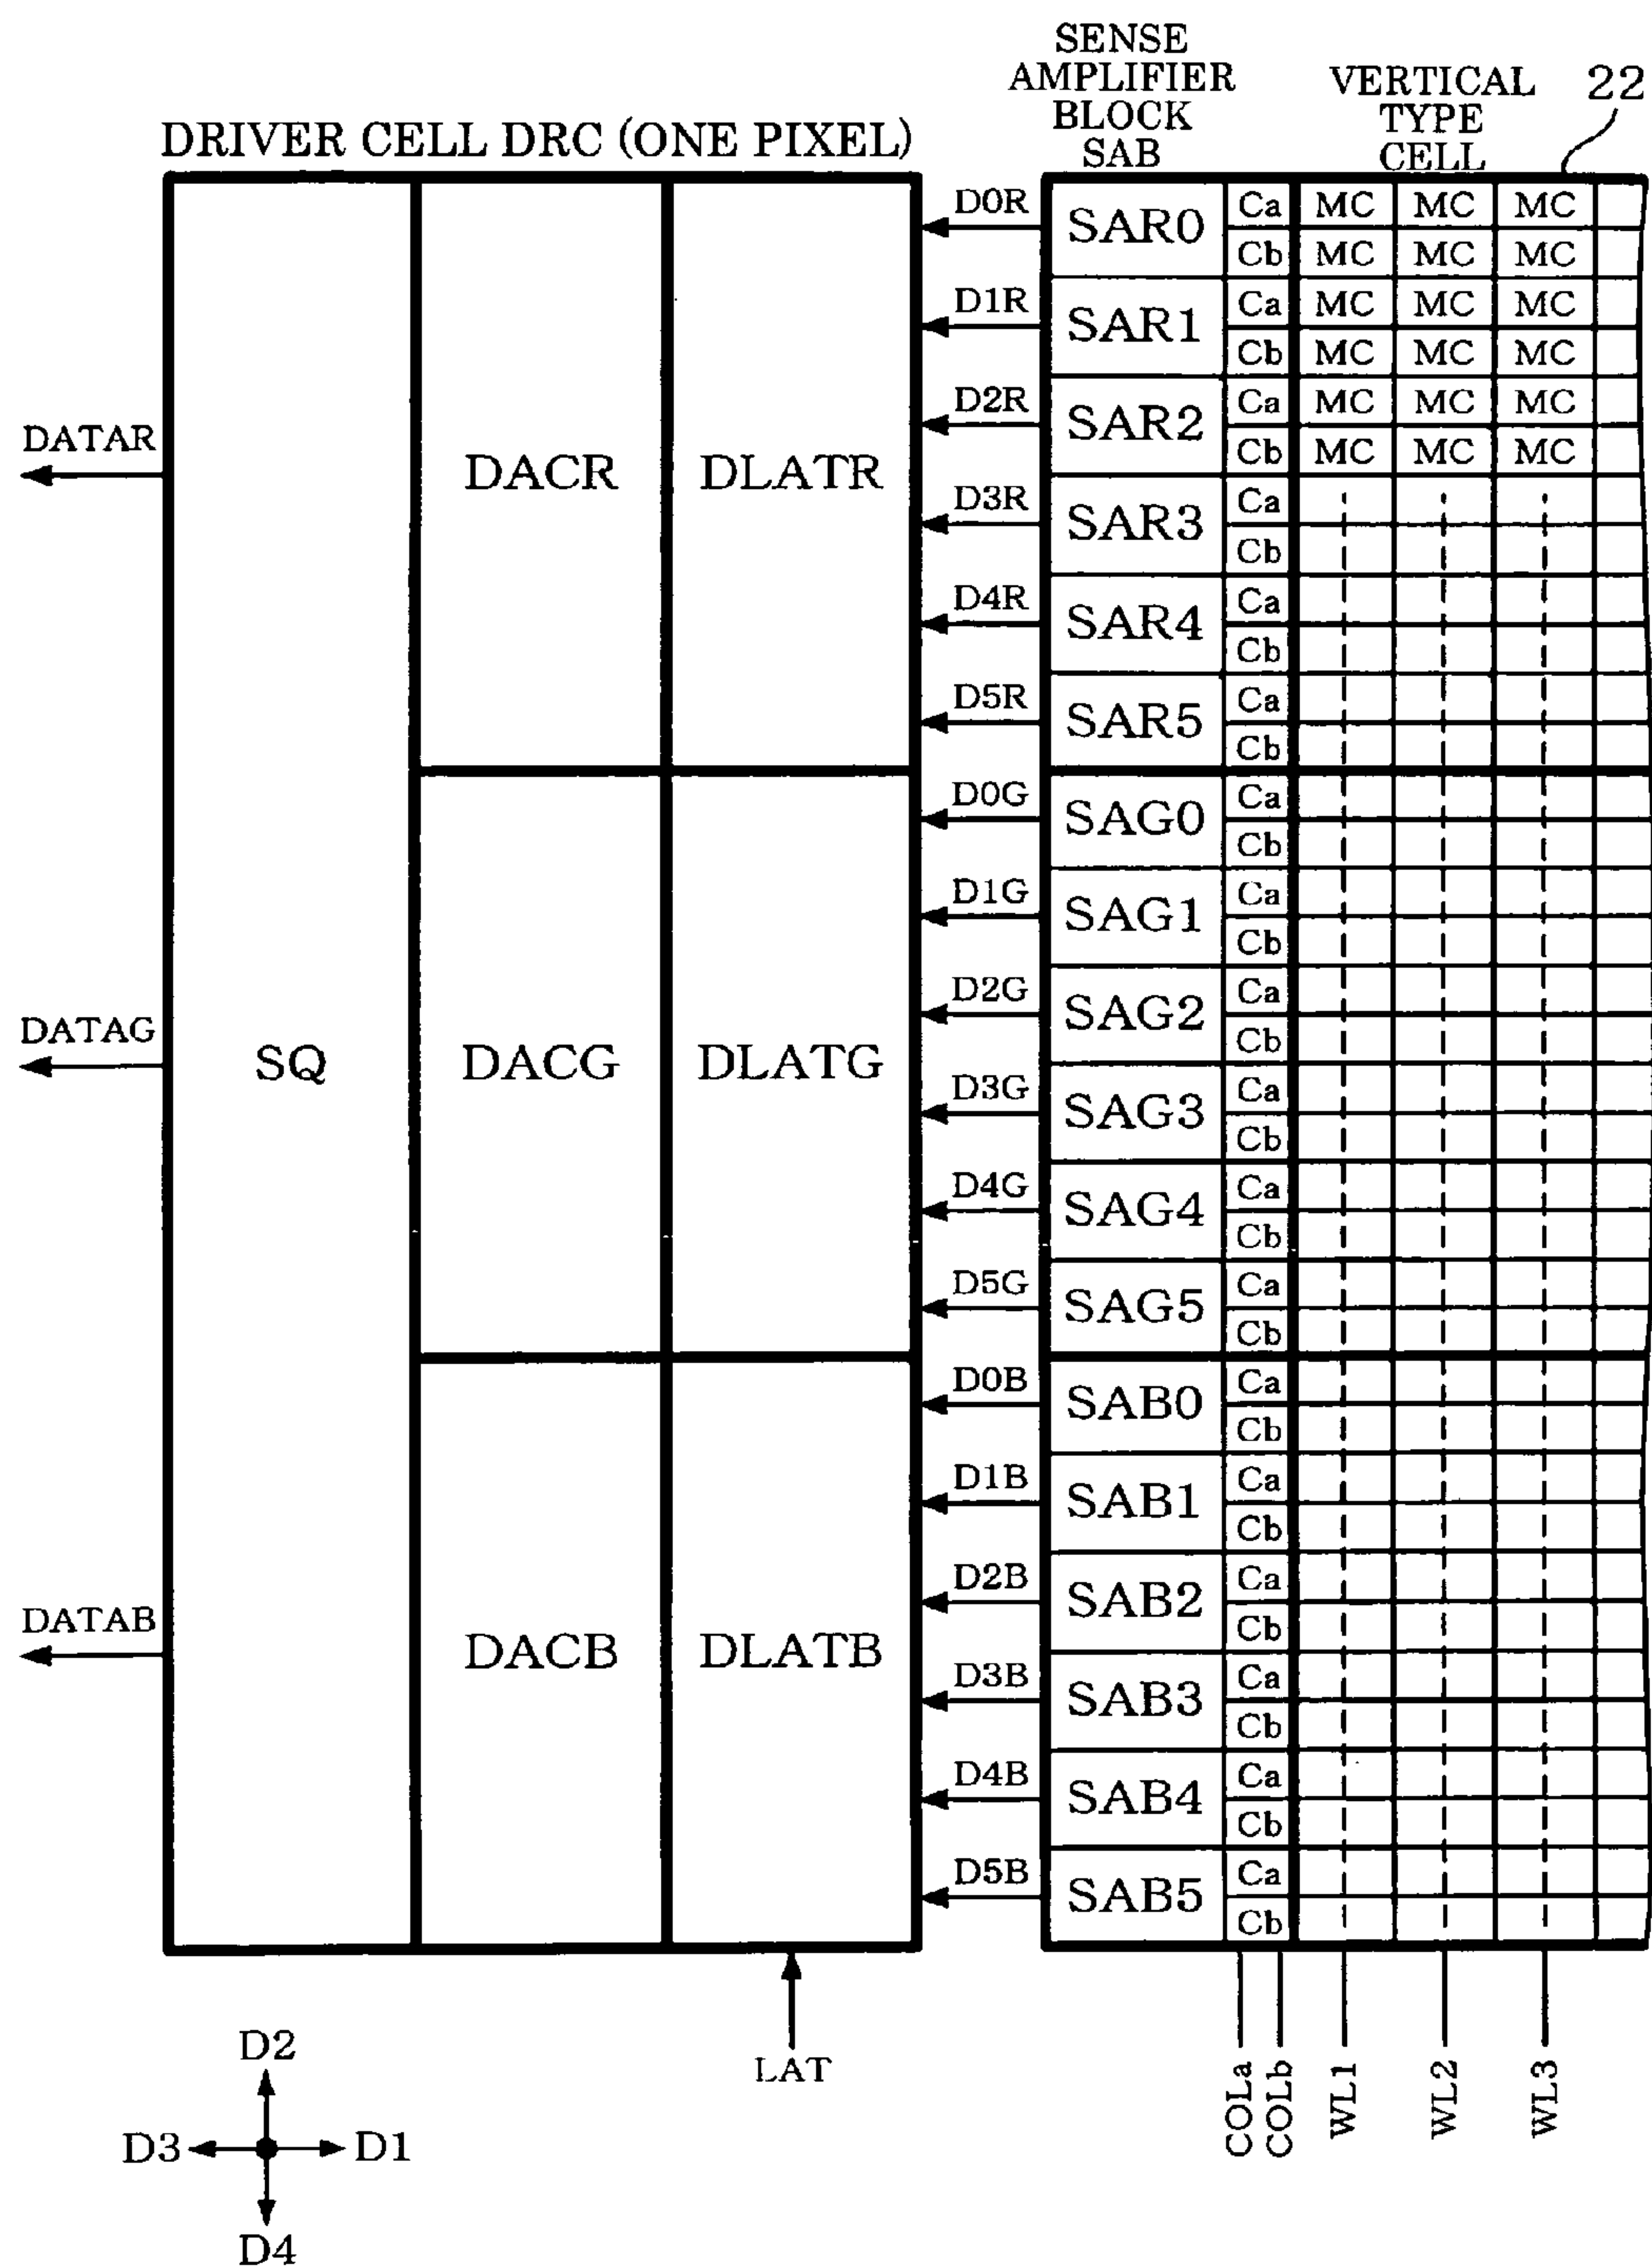 SENSE
AMPLIFIER
BLOCK
SAB
VERTICAL
TYPE
CELL
22
DRIVER CELL DRC (ONE PIXEL)
D0R
SAR0
Ca MC MC MC
Cb MC MC MC
D1R
SAR1
Ca MC MC MC
Cb MC MC MC
D2R
SAR2
Ca MC MC MC
Cb MC MC MC
DATAR
DACR
DLATR
D3R
SAR3
Ca
Cb
D4R
SAR4
Ca
Cb
D5R
SAR5
Ca
Cb
D0G
SAG0
Ca
Cb
D1G
SAG1
Ca
Cb
D2G
SAG2
Ca
Cb
DATAG
SQ
DACG
DLATG
D3G
SAG3
Ca
Cb
D4G
SAG4
Ca
Cb
D5G
SAG5
Ca
Cb
D0B
SAB0
Ca
Cb
D1B
SAB1
Ca
Cb
D2B
SAB2
Ca
Cb
DATAB
DACB
DLATB
D3B
SAB3
Ca
Cb
D4B
SAB4
Ca
Cb
D5B
SAB5
Ca
Cb
LAT
COLa
COLb
WL1
WL2
WL3
D2
D3
D1
D4